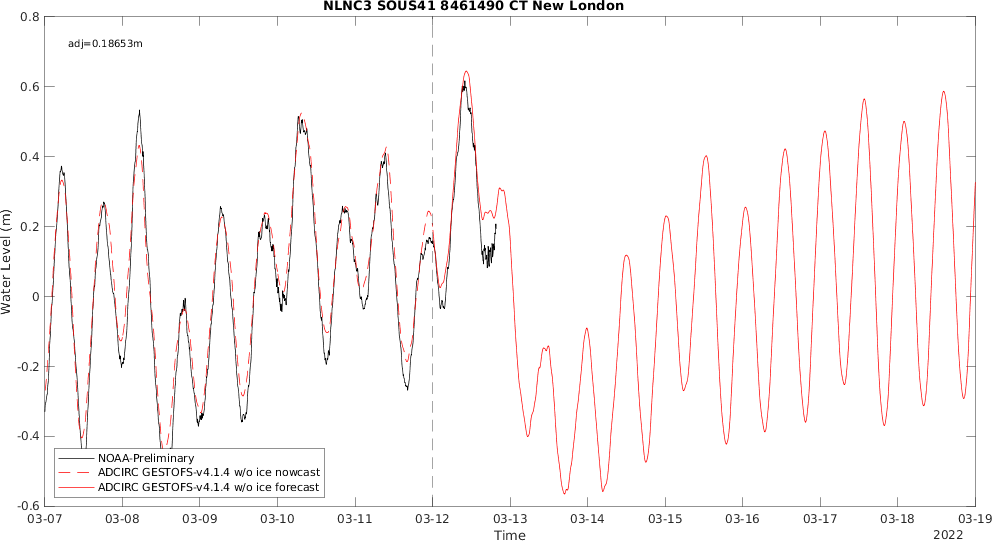 NLNC3 SOUS41 8461490 CT New London
adj=0.18653m
Water Level (m)
0.8
0.6
0.4
0.2
0
-0.2
-0.4
-0.6
NOAA-Preliminary
ADCIRC GESTOFS-v4.1.4 w/o ice nowcast
ADCIRC GESTOFS-v4.1.4 w/o ice forecast
03-07 03-08 03-09 03-10 03-11 03-12 03-13 03-14 03-15 03-16 03-17 03-18 03-19
Time
2022